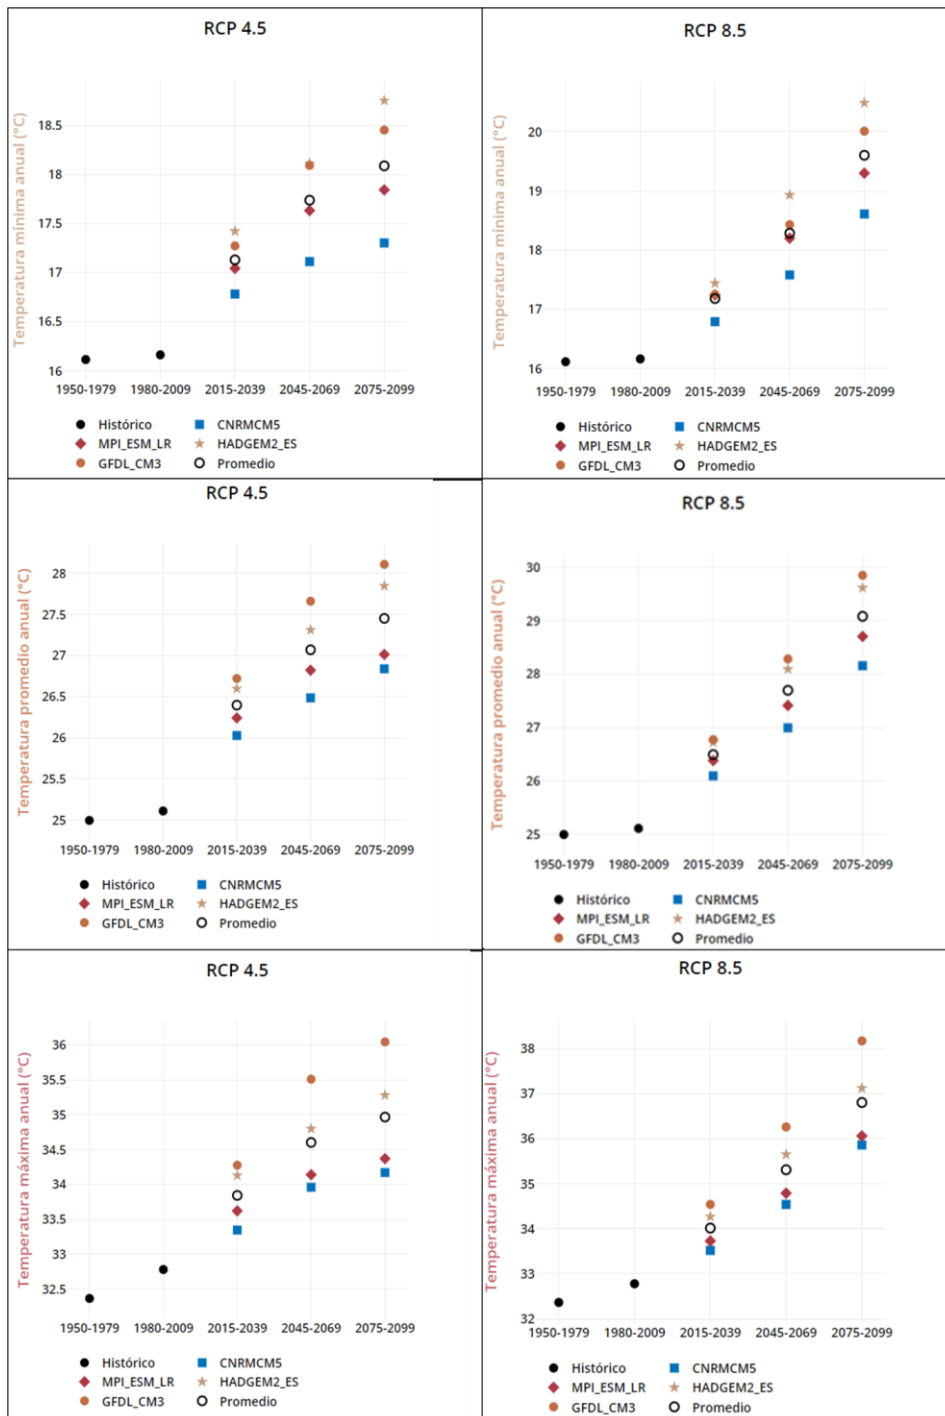 RCP 4.5
Temperatura mínima anual (°C)
18.5
18
17.5
17
16.5
16
1950-1979 1980-2009 2015-2039 2045-2069 2075-2099
Histórico CNRMCM5
MPI_ESM_LR HADGEM2_ES
GFDL_CM3 Promedio
RCP 8.5
Temperatura mínima anual (°C)
20
19
18
17
16
1950-1979 1980-2009 2015-2039 2045-2069 2075-2099
Histórico CNRMCM5
MPI_ESM_LR HADGEM2_ES
GFDL_CM3 Promedio
RCP 4.5
Temperatura promedio anual (°C)
28
27.5
27
26.5
26
25.5
25
1950-1979 1980-2009 2015-2039 2045-2069 2075-2099
Histórico CNRMCM5
MPI_ESM_LR HADGEM2_ES
GFDL_CM3 Promedio
RCP 8.5
Temperatura promedio anual (°C)
30
29
28
27
26
25
1950-1979 1980-2009 2015-2039 2045-2069 2075-2099
Histórico CNRMCM5
MPI_ESM_LR HADGEM2_ES
GFDL_CM3 Promedio
RCP 4.5
Temperatura máxima anual (°C)
36
35.5
35
34.5
34
33.5
33
32.5
1950-1979 1980-2009 2015-2039 2045-2069 2075-2099
Histórico CNRMCM5
MPI_ESM_LR HADGEM2_ES
GFDL_CM3 Promedio
RCP 8.5
Temperatura máxima anual (°C)
38
37
36
35
34
33
32
1950-1979 1980-2009 2015-2039 2045-2069 2075-2099
Histórico CNRMCM5
MPI_ESM_LR HADGEM2_ES
GFDL_CM3 Promedio